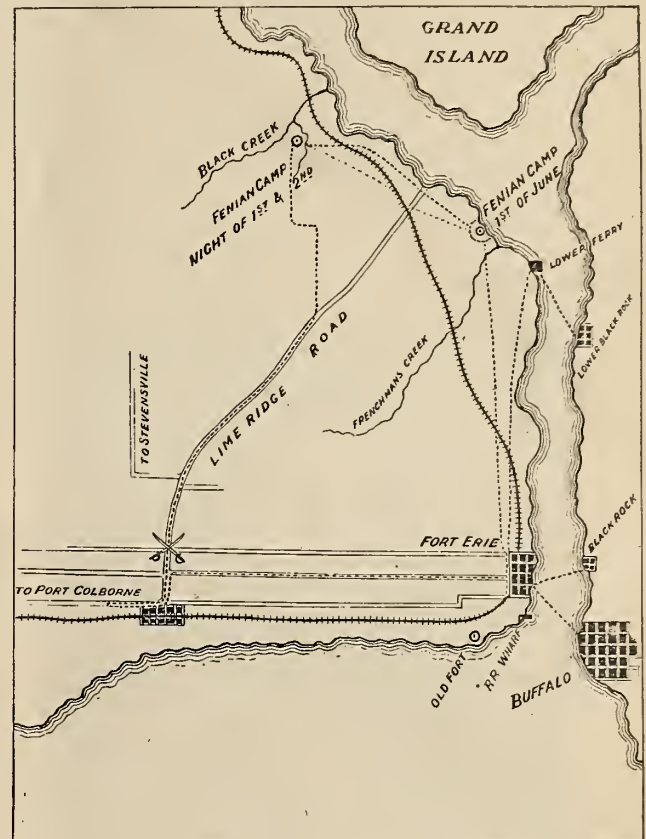 GRAND
ISLAND
BLACK CREEK
FENIAN CAMP
NIGHT OF 1ST & 2ND
FENIAN CAMP
1ST OF JUNE
LOWER FERRY
LOWER BLACK ROCK
LIME RIDGE ROAD
FRENCHMANS CREEK
TO STEVENSVILLE
FORT ERIE
BLACK ROCK
TO PORT COLBORNE
OLD FORT
RR WHARF
BUFFALO